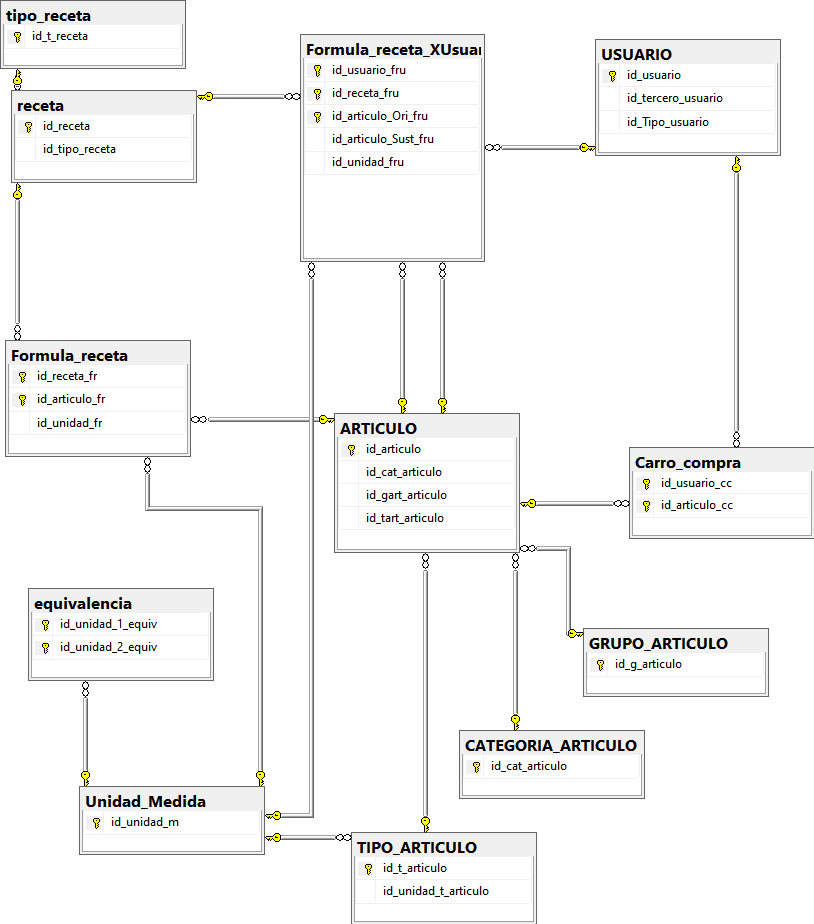 tipo_receta
id_t_receta
receta
id_receta
id_tipo_receta
Formula_receta_XUsuar
id_usuario_fru
id_receta_fru
id_articulo_Ori_fru
id_articulo_Sust_fru
id_unidad_fru
USUARIO
id_usuario
id_tercero_usuario
id_Tipo_usuario
Formula_receta
id_receta_fr
id_articulo_fr
id_unidad_fr
ARTICULO
id_articulo
id_cat_articulo
id_gart_articulo
id_tart_articulo
Carro_compra
id_usuario_cc
id_articulo_cc
equivalencia
id_unidad_1_equiv
id_unidad_2_equiv
GRUPO_ARTICULO
id_g_articulo
CATEGORIA_ARTICULO
id_cat_articulo
Unidad_Medida
id_unidad_m
TIPO_ARTICULO
id_t_articulo
id_unidad_t_articulo